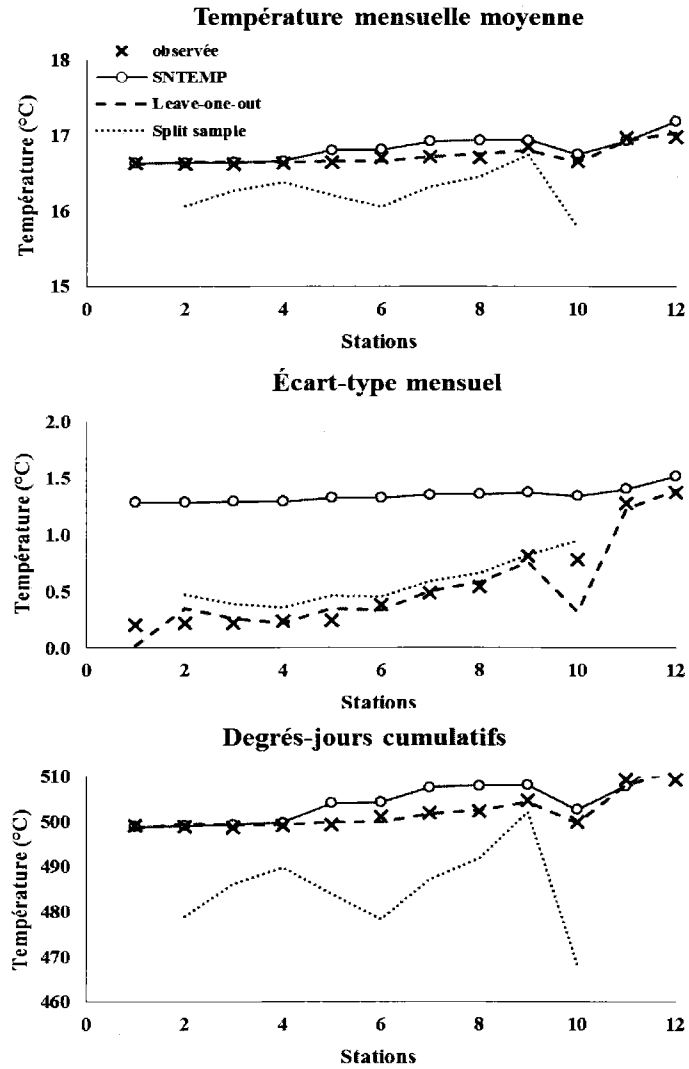 Température mensuelle moyenne
observée
SNTEMP
Leave-one-out
Split sample
Température (°C)
18
17
16
15
0 2 4 6 8 10 12
Stations
Écart-type mensuel
Température (°C)
2.0
1.5
1.0
0.5
0.0
0 2 4 6 8 10 12
Stations
Degrés-jours cumulatifs
Température (°C)
510
500
490
480
470
460
0 2 4 6 8 10 12
Stations